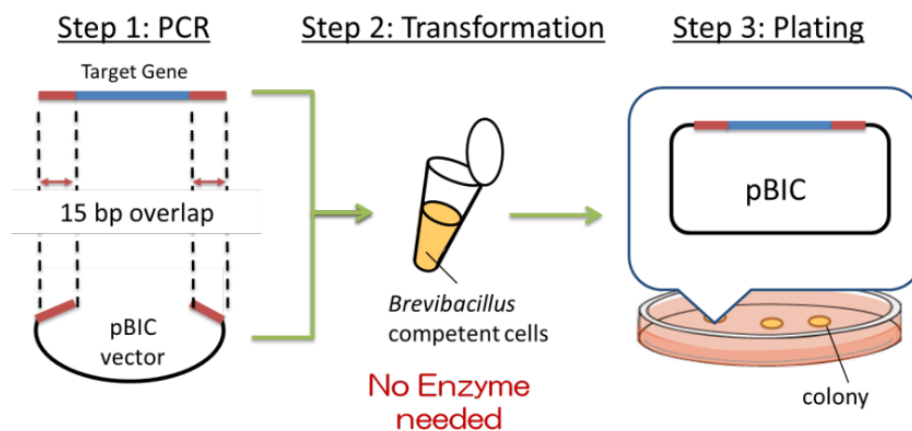 Step 1: PCR
Step 2: Transformation
Step 3: Plating
Target Gene
15 bp overlap
pBIC
vector
Brevibacillus
competent cells
No Enzyme
needed
pBIC
colony